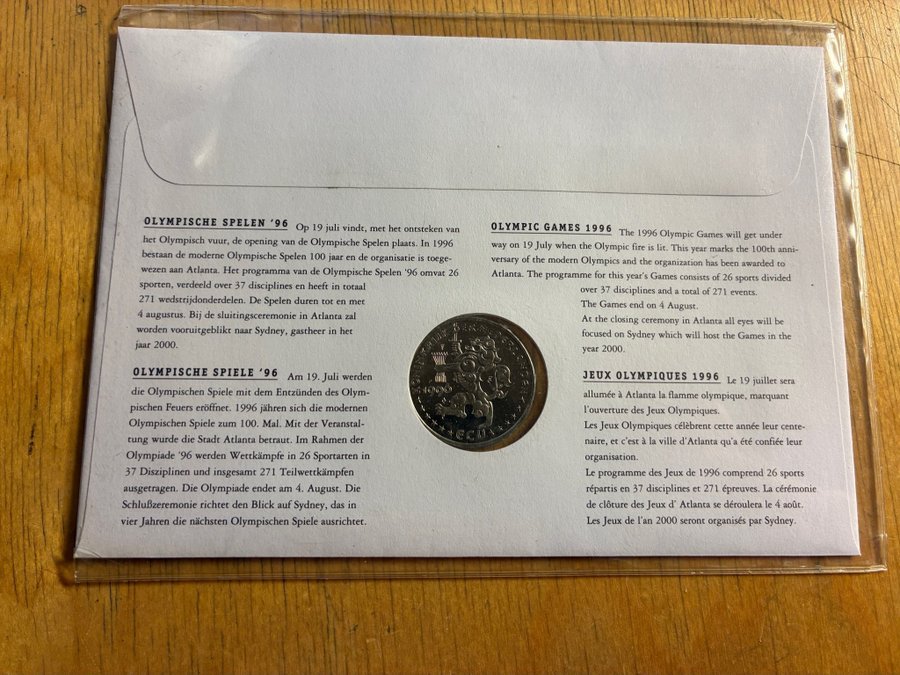 OLYMPISCHE SPELEN '96 Op 19 juli vindt, met het ontsteken van
het Olympisch vuur, de opening van de Olympische Spelen plaats. In 1996
bestaan de moderne Olympische Spelen 100 jaar en de organisatie is toege-
wezen aan Atlanta. Het programma van de Olympische Spelen '96 omvat 26
sporten, verdeeld over 37 disciplines en heeft in totaal
271 wedstrijdonderdelen. De Spelen duren tot en met
4 augustus. Bij de sluitingsceremonie in Atlanta zal
worden vooruitgeblikt naar Sydney, gastheer in het
jaar 2000.
OLYMPISCHE SPIELE '96 Am 19. Juli werden
die Olympischen Spiele mit dem Entzünden des Olym-
pischen Feuers eröffnet. 1996 jähren sich die modernen
Olympischen Spiele zum 100. Mal. Mit der Veranstal-
tung wurde die Stadt Atlanta betraut. Im Rahmen der
Olympiade '96 werden Wettkämpfe in 26 Sportarten in
37 Disziplinen und insgesamt 271 Teilwettkämpfen
ausgetragen. Die Olympiade endet am 4. August. Die
Schlußzeremonie richtet den Blick auf Sydney, das in
vier Jahren die nächsten Olympischen Spiele ausrichtet.
OLYMPIC GAMES 1996 The 1996 Olympic Games will get under
way on 19 July when the Olympic fire is lit. This year marks the 100th anni-
versary of the modern Olympics and the organization has been awarded to
Atlanta. The programme for this year's Games consists of 26 sports divided
over 37 disciplines and a total of 271 events.
The Games end on 4 August.
At the closing ceremony in Atlanta all eyes will be
focused on Sydney which will host the Games in the
year 2000.
JEUX OLYMPIQUES 1996 Le 19 juillet sera
allumée à Atlanta la flamme olympique, marquant
l'ouverture des Jeux Olympiques.
Les Jeux Olympiques célèbrent cette année leur cente-
naire, et c'est à la ville d'Atlanta qu'a été confiée leur
organisation.
Le programme des Jeux de 1996 comprend 26 sports
répartis en 37 disciplines et 271 épreuves. La cérémonie
de clôture des Jeux d' Atlanta se déroulera le 4 août.
Les Jeux de l'an 2000 seront organisés par Sydney.
ECU